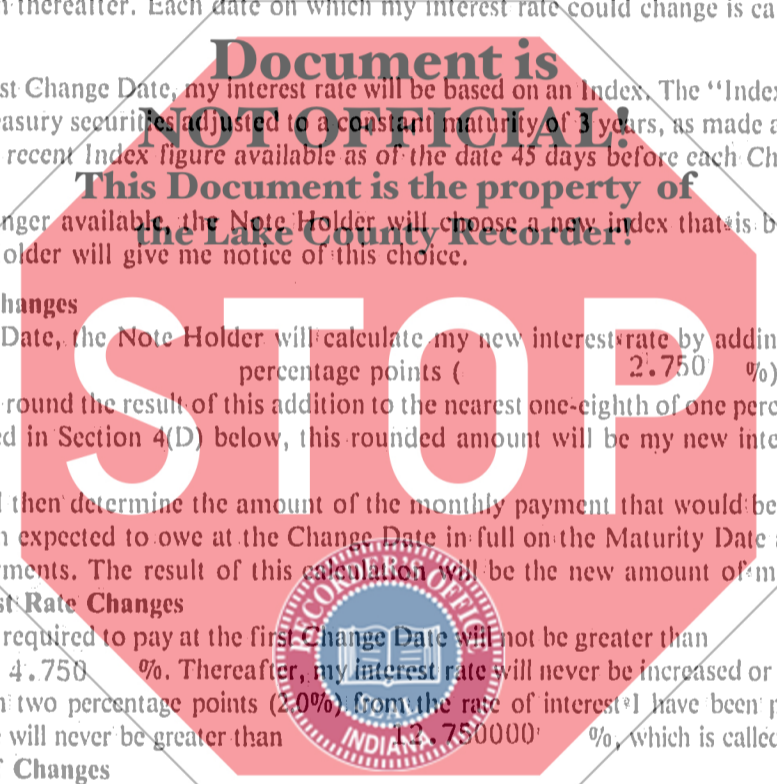 thereafter. Each date on which my interest rate could change is ca
Document is
st Change Date, my interest rate will be based on an Index. The “Index
easury securities adjusted to a constant maturity of 3 years, as made a
NOT OFFICIAL!
recent Index figure available as of the date 45 days before each Ch
This Document is the property of
nger available, the Note Holder will choose a new index that is b
the Lake County Recorder!
older will give me notice of this choice.
hanges
Date, the Note Holder will calculate my new interest rate by addin
percentage points ( 2.750 %)
round the result of this addition to the nearest one-eighth of one perc
ed in Section 4(D) below, this rounded amount will be my new inte
STOP
then determine the amount of the monthly payment that would be
expected to owe at the Change Date in full on the Maturity Date
ments. The result of this calculation will be the new amount of m
st Rate Changes
required to pay at the first Change Date will not be greater than
4.750 %. Thereafter, my interest rate will never be increased or
two percentage points (2.0%) from the rate of interest I have been p
will never be greater than 12.750000 %, which is called
Changes
RECORDER'S OFFIC
INDIANA